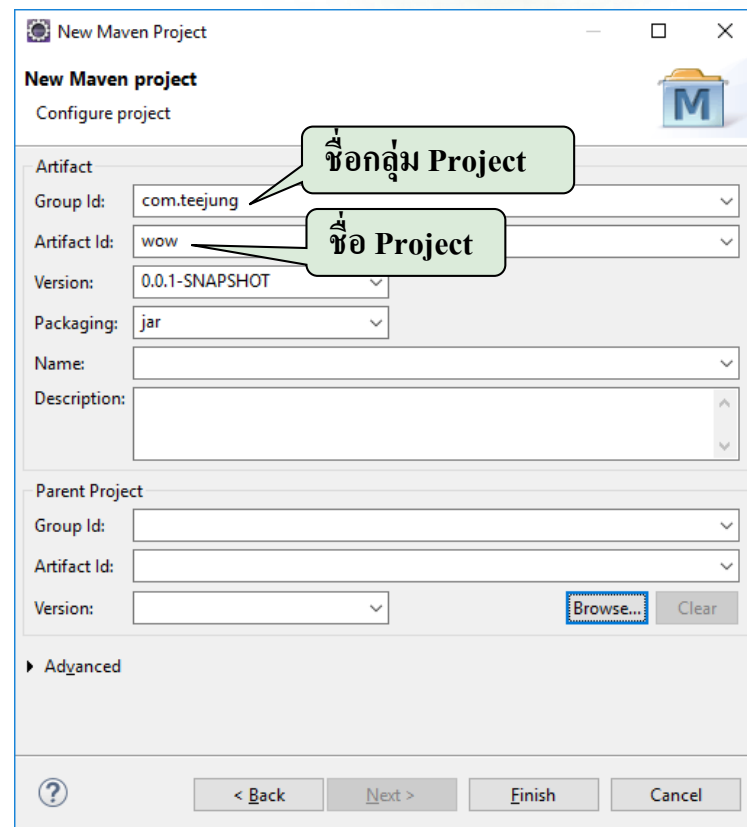 New Maven Project
New Maven project
Configure project
M
Artifact
ชื่อกลุ่ม Project
Group Id: com.teejung
ชื่อ Project
Artifact Id: wow
Version: 0.0.1-SNAPSHOT
Packaging: jar
Name:
Description:
Parent Project
Group Id:
Artifact Id:
Version: Browse... Clear
Advanced
? < Back Next > Finish Cancel